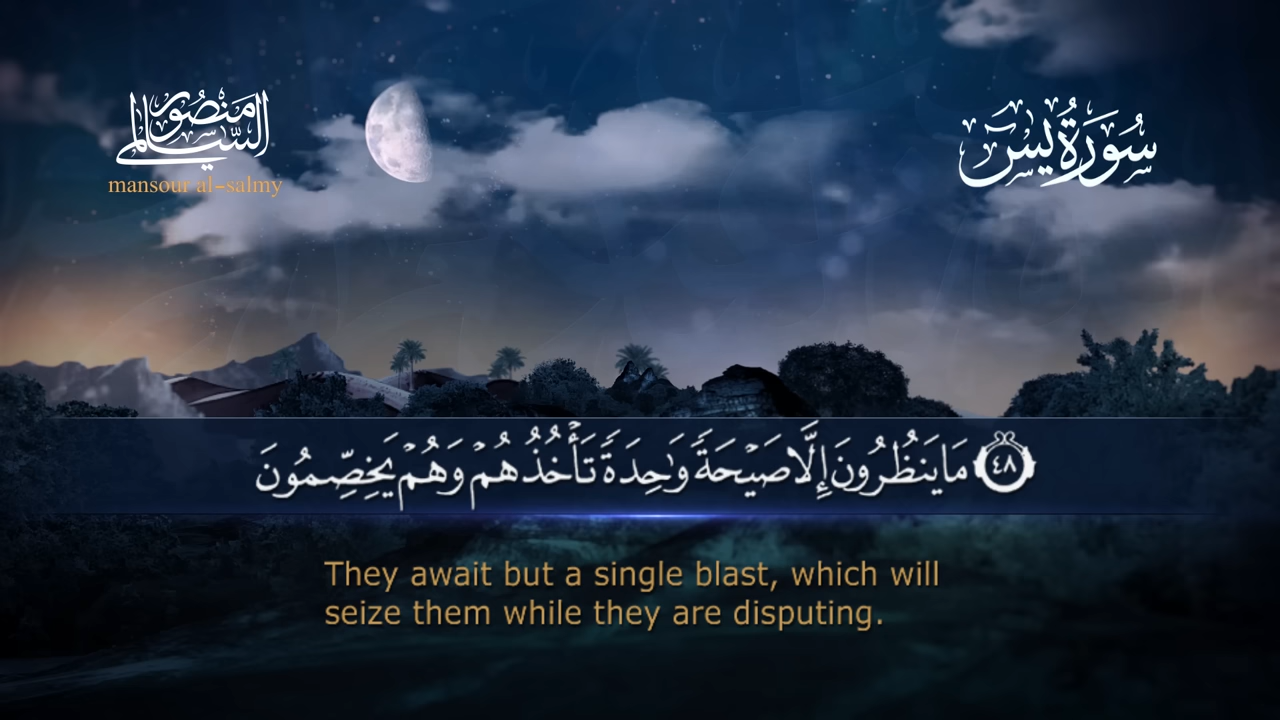 منصور السالمي
mansour al-salmy
سُورَةُ يسٓ
٤٨ مَا يَنظُرُونَ إِلَّا صَيْحَةً وَٰحِدَةً تَأْخُذُهُمْ وَهُمْ يَخِصِّمُونَ
They await but a single blast, which will
seize them while they are disputing.